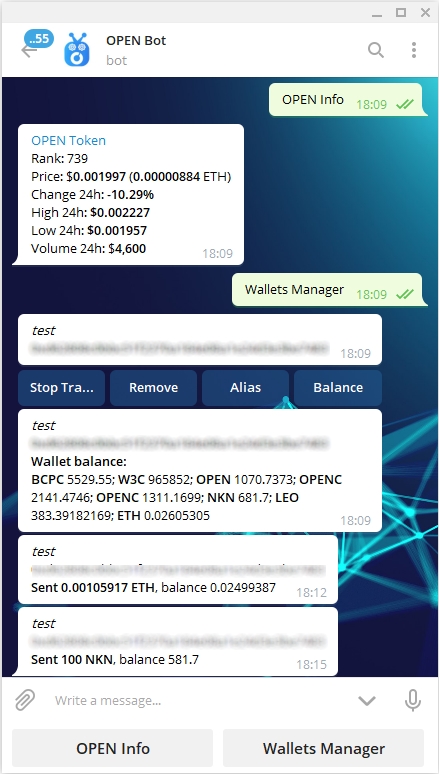 ..55
OPEN Bot
bot
OPEN Info 18:09
OPEN Token
Rank: 739
Price: $0.001997 (0.00000884 ETH)
Change 24h: -10.29%
High 24h: $0.002227
Low 24h: $0.001957
Volume 24h: $4,600
18:09
Wallets Manager 18:09
test
18:09
Stop Tra... Remove Alias Balance
test
Wallet balance:
BCPC 5529.55; W3C 965852; OPEN 1070.7373; OPENC
2141.4746; OPENC 1311.1699; NKN 681.7; LEO
383.39182169; ETH 0.02605305
18:09
test
Sent 0.00105917 ETH, balance 0.02499387
18:12
test
Sent 100 NKN, balance 581.7
18:15
Write a message...
OPEN Info Wallets Manager